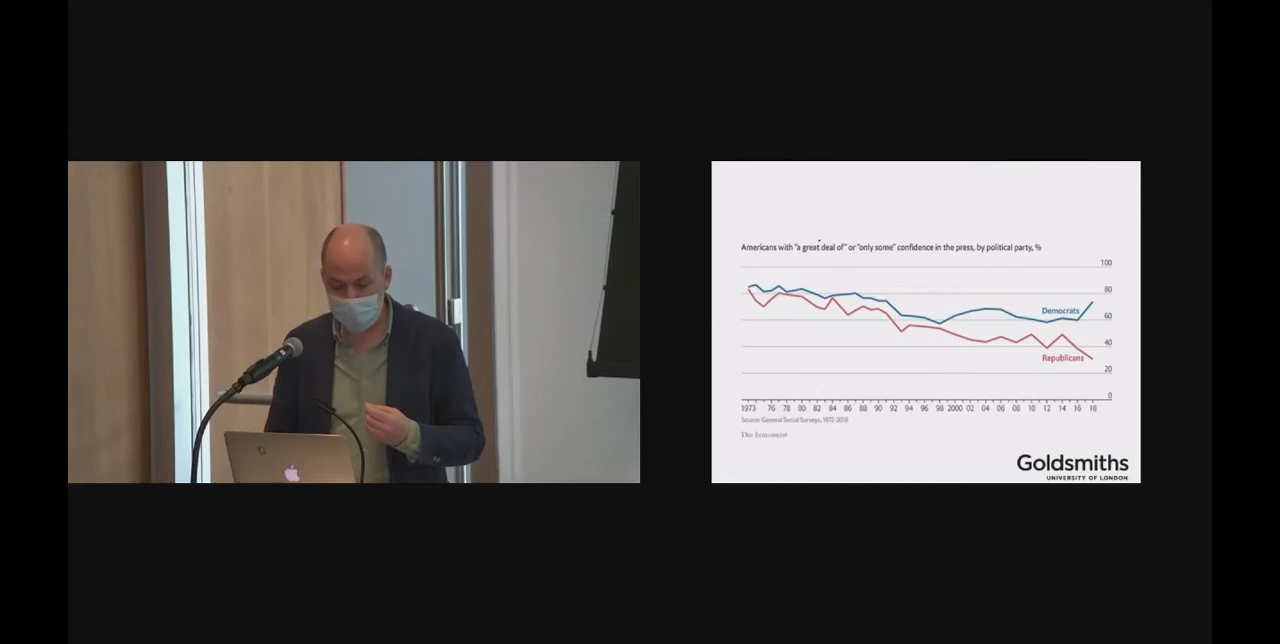 Americans with "a great deal of" or "only some" confidence in the press, by political party, %
100
80
Democrats
60
40
Republicans
20
0
1973 76 78 80 82 84 86 88 90 92 94 96 98 2000 02 04 06 08 10 12 14 16 18
Source: General Social Surveys, 1972-2018
The Economist
Goldsmiths
UNIVERSITY OF LONDON